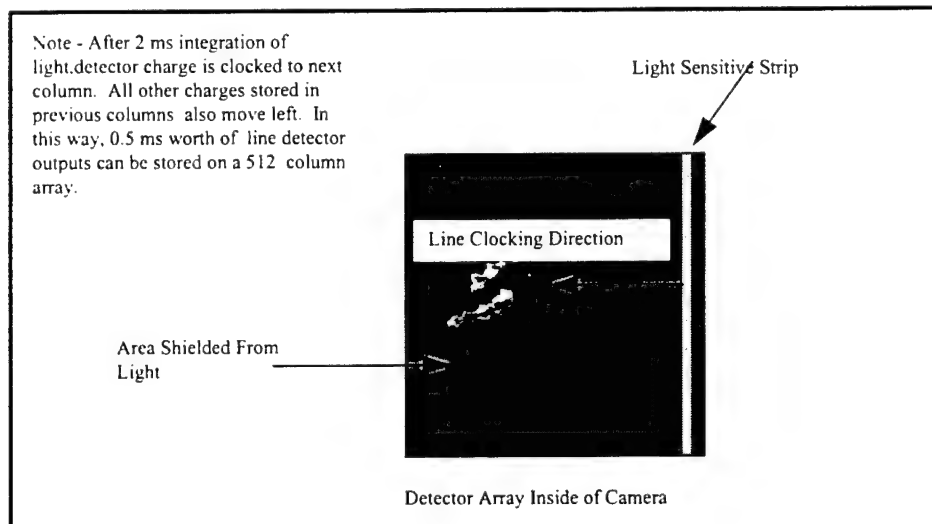 Note - After 2 ms integration of
light,detector charge is clocked to next
column. All other charges stored in
previous columns also move left. In
this way, 0.5 ms worth of line detector
outputs can be stored on a 512 column
array.
Light Sensitive Strip
Line Clocking Direction
Area Shielded From
Light
Detector Array Inside of Camera